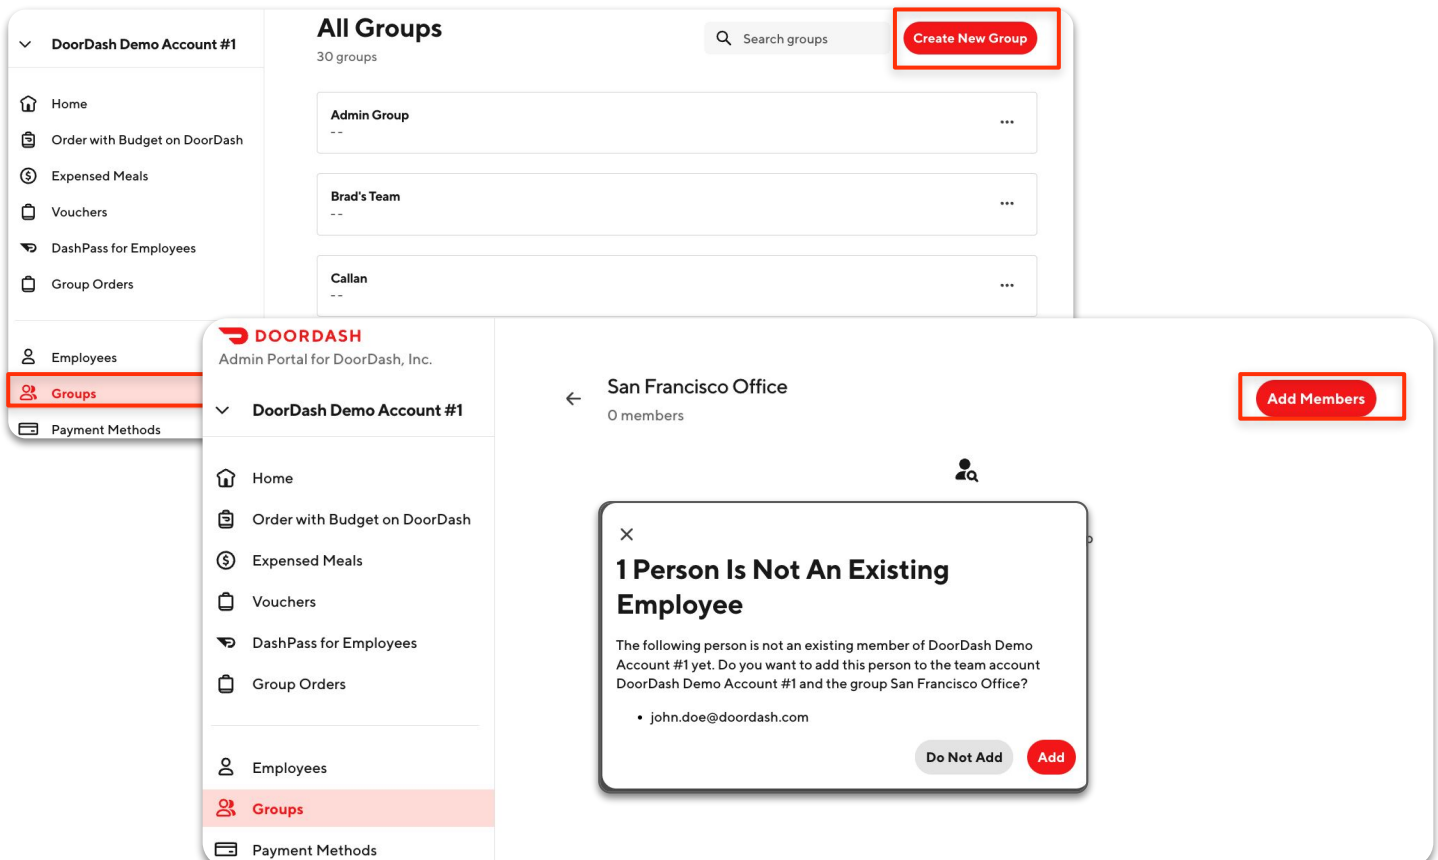 DoorDash Demo Account #1
Home
Order with Budget on DoorDash
Expensed Meals
Vouchers
DashPass for Employees
Group Orders
Employees
Groups
Payment Methods
All Groups
30 groups
Search groups
Create New Group
Admin Group
--
Brad's Team
--
Callan
--
DOORDASH
Admin Portal for DoorDash, Inc.
DoorDash Demo Account #1
Home
Order with Budget on DoorDash
Expensed Meals
Vouchers
DashPass for Employees
Group Orders
Employees
Groups
Payment Methods
San Francisco Office
0 members
Add Members
1 Person Is Not An Existing
Employee
The following person is not an existing member of DoorDash Demo
Account #1 yet. Do you want to add this person to the team account
DoorDash Demo Account #1 and the group San Francisco Office?
• john.doe@doordash.com
Do Not Add
Add